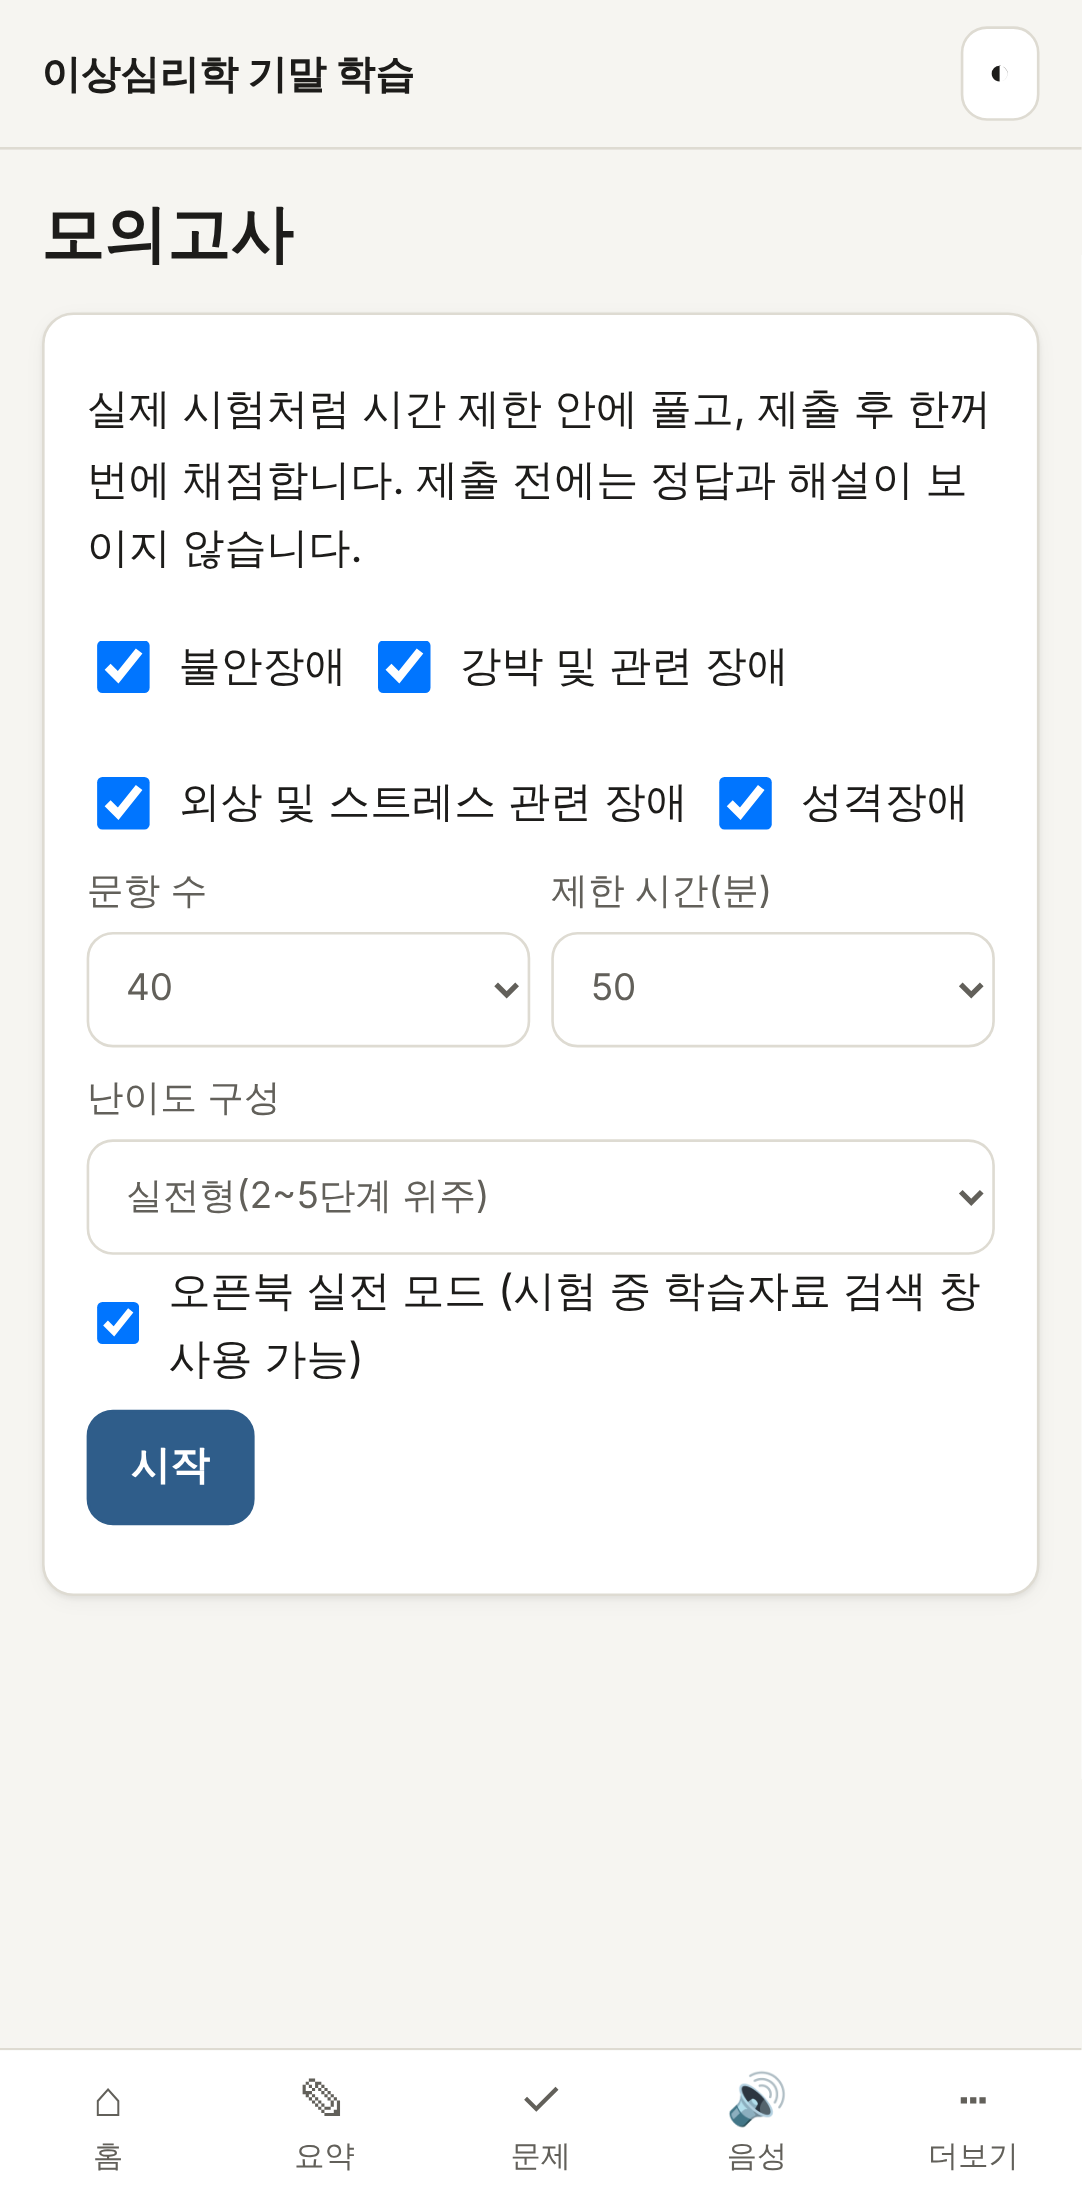 이상심리학 기말 학습
모의고사
실제 시험처럼 시간 제한 안에 풀고, 제출 후 한꺼
번에 채점합니다. 제출 전에는 정답과 해설이 보
이지 않습니다.
불안장애 강박 및 관련 장애
외상 및 스트레스 관련 장애 성격장애
문항 수 제한 시간(분)
40 50
난이도 구성
실전형(2~5단계 위주)
오픈북 실전 모드 (시험 중 학습자료 검색 창
사용 가능)
시작
홈 요약 문제 음성 더보기